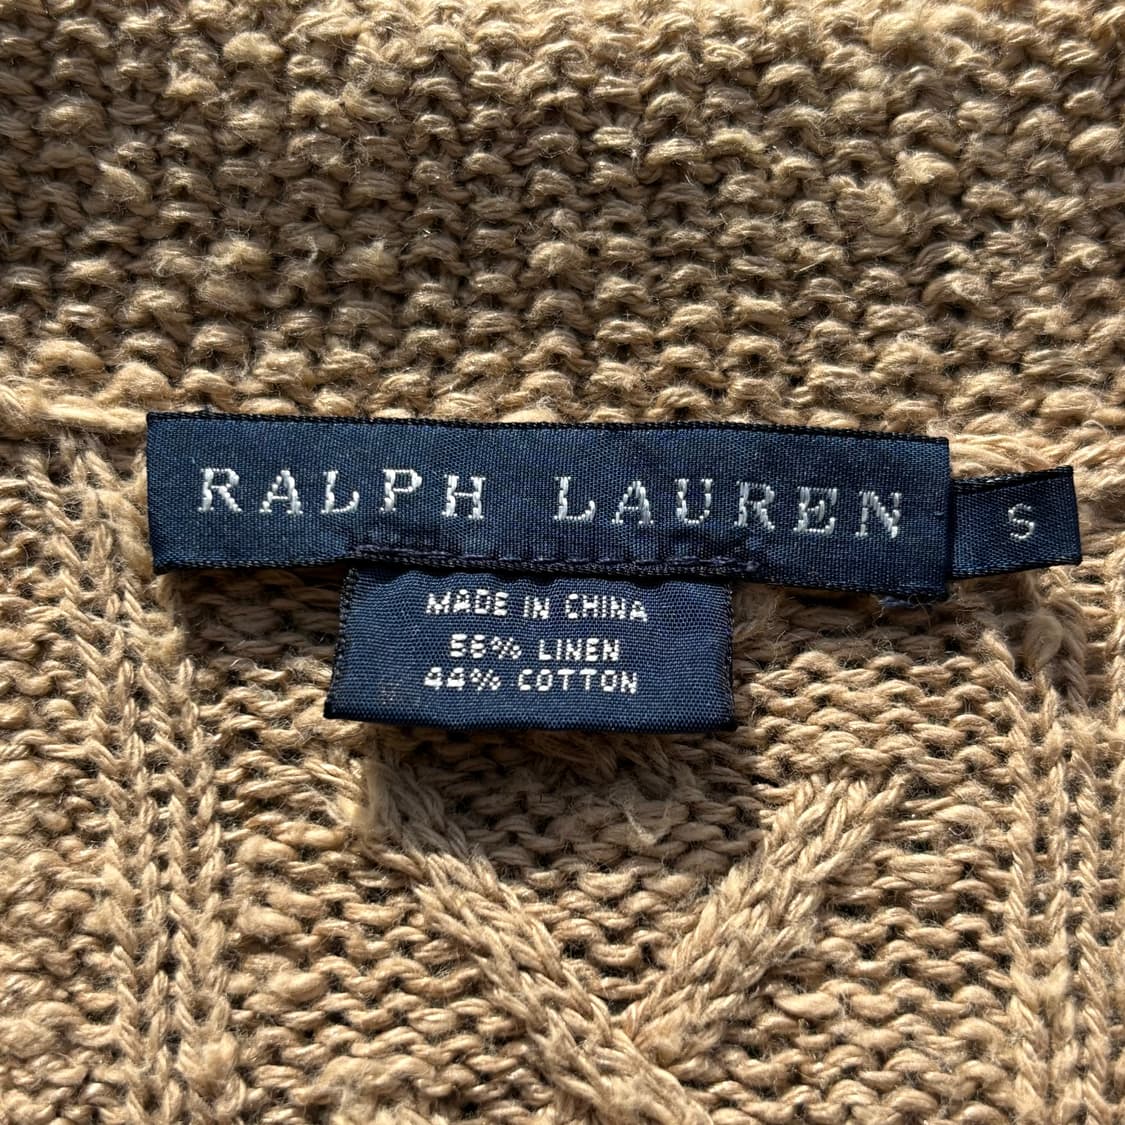 RALPH LAUREN
S
MADE IN CHINA
56% LINEN
44% COTTON